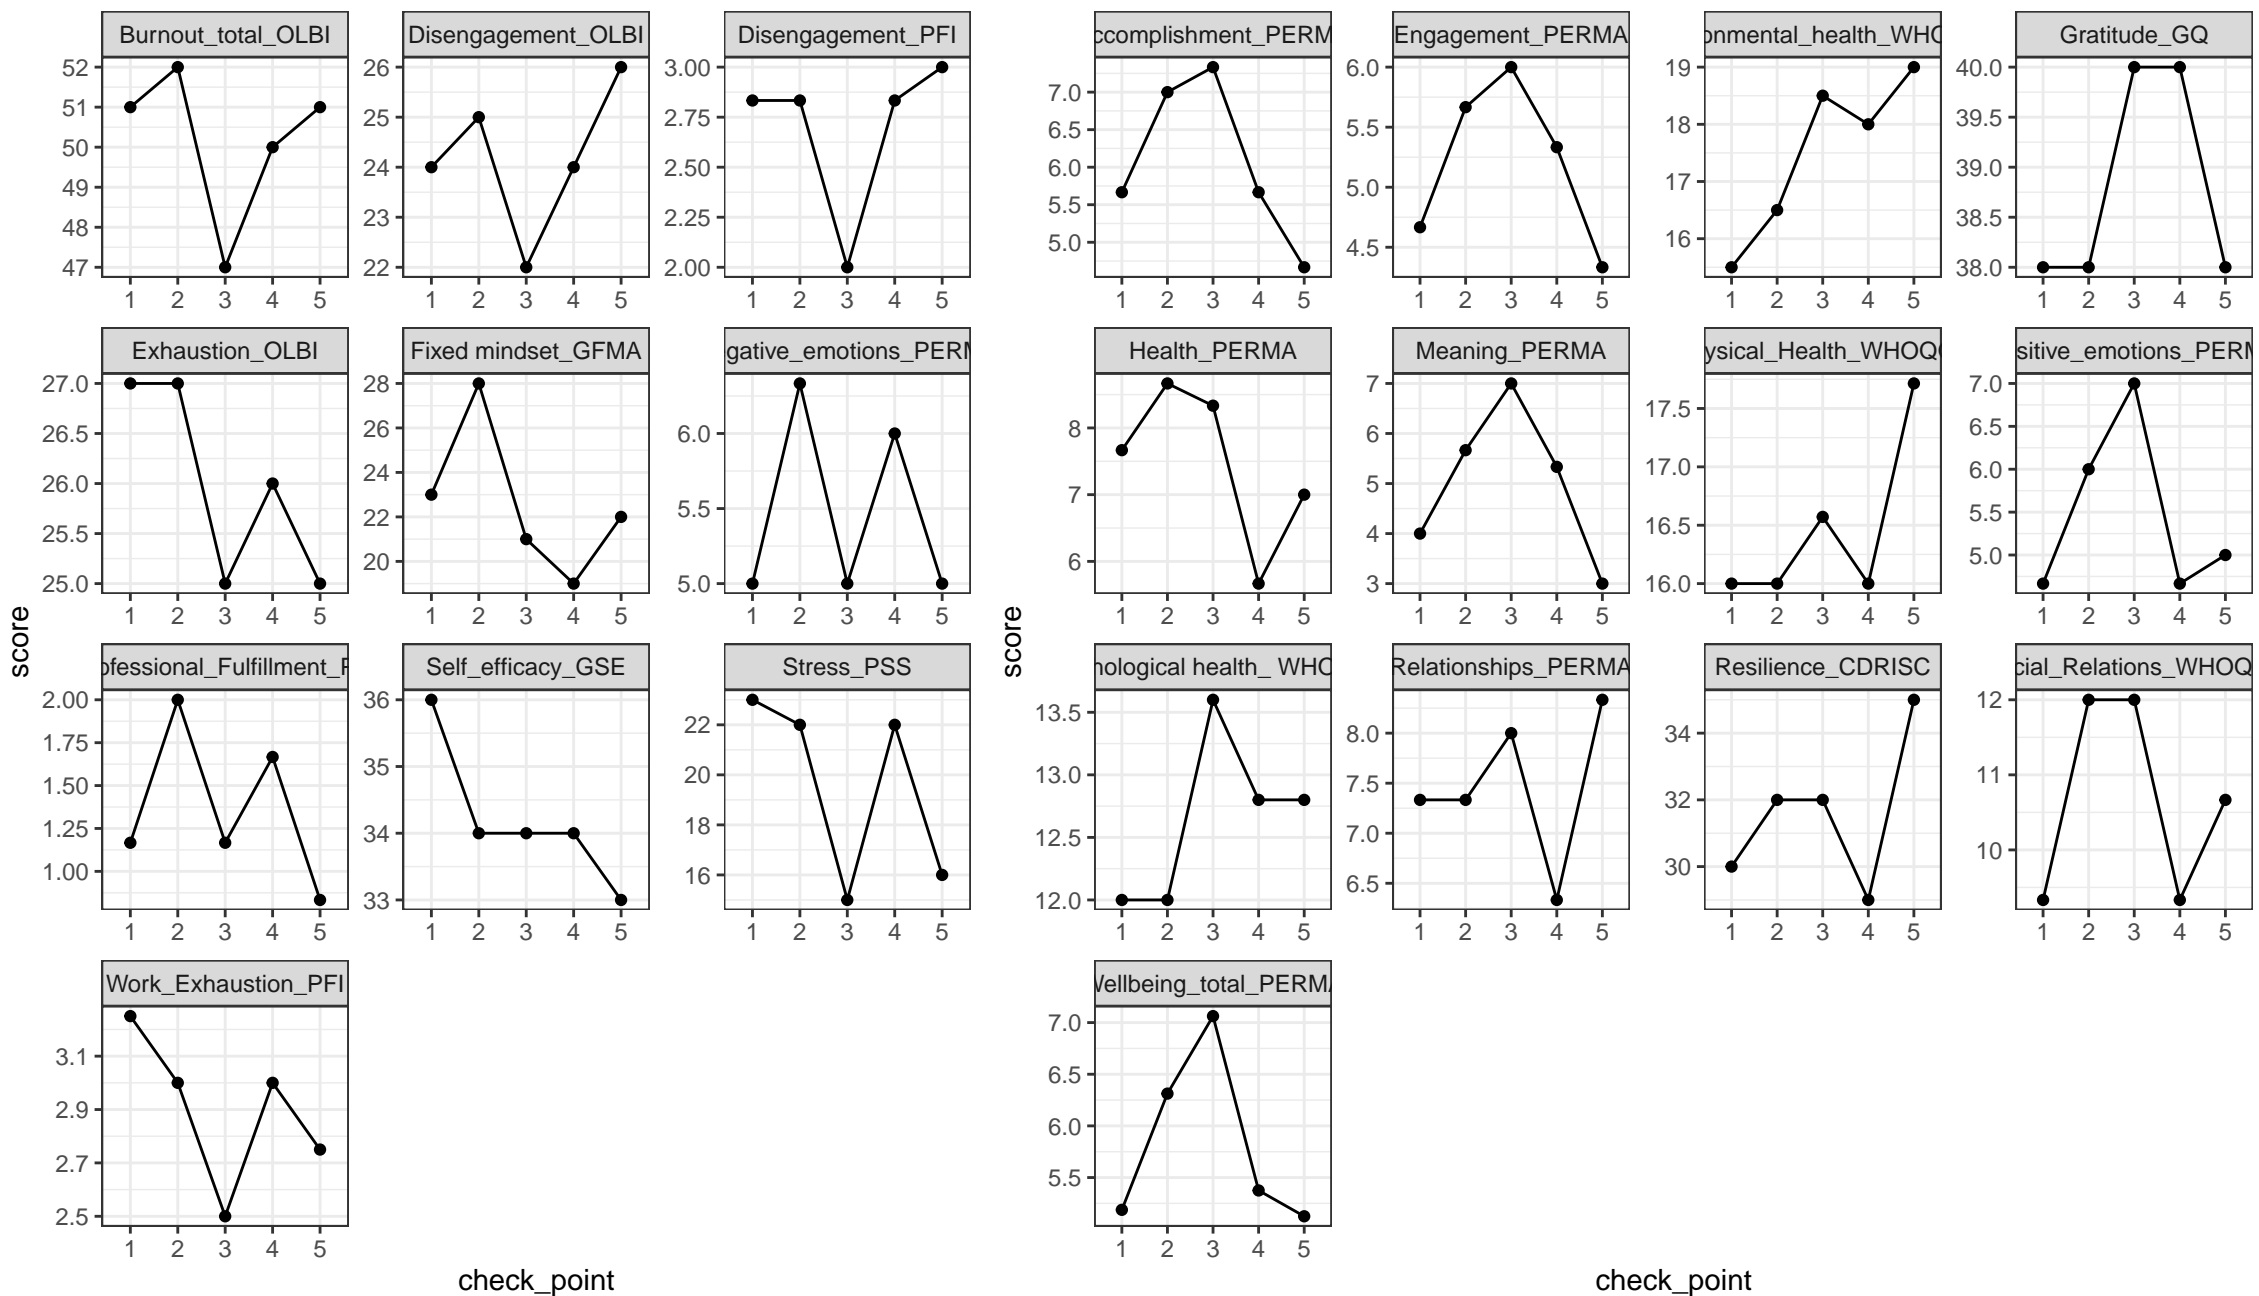 Burnout_total_OLBI
52
51
50
49
48
47
1 2 3 4 5
Disengagement_OLBI
26
25
24
23
22
1 2 3 4 5
Disengagement_PFI
3.00
2.75
2.50
2.25
2.00
1 2 3 4 5
Exhaustion_OLBI
27.0
26.5
26.0
25.5
25.0
1 2 3 4 5
Fixed mindset_GFMA
28
26
24
22
20
1 2 3 4 5
gative_emotions_PERM
6.0
5.5
5.0
1 2 3 4 5
score
ofessional_Fulfillment_P
2.00
1.75
1.50
1.25
1.00
1 2 3 4 5
Self_efficacy_GSE
36
35
34
33
1 2 3 4 5
Stress_PSS
22
20
18
16
1 2 3 4 5
Work_Exhaustion_PFI
3.1
2.9
2.7
2.5
1 2 3 4 5
check_point
ccomplishment_PERM
7.0
6.5
6.0
5.5
5.0
1 2 3 4 5
Engagement_PERMA
6.0
5.5
5.0
4.5
1 2 3 4 5
onmental_health_WHO
19
18
17
16
1 2 3 4 5
Gratitude_GQ
40.0
39.5
39.0
38.5
38.0
1 2 3 4 5
Health_PERMA
8
7
6
1 2 3 4 5
Meaning_PERMA
7
6
5
4
3
1 2 3 4 5
ysical_Health_WHOQ
17.5
17.0
16.5
16.0
1 2 3 4 5
sitive_emotions_PERM
7.0
6.5
6.0
5.5
5.0
1 2 3 4 5
score
hological health_ WHO
13.5
13.0
12.5
12.0
1 2 3 4 5
Relationships_PERMA
8.0
7.5
7.0
6.5
1 2 3 4 5
Resilience_CDRISC
34
32
30
1 2 3 4 5
cial_Relations_WHOQ
12
11
10
1 2 3 4 5
Wellbeing_total_PERMA
7.0
6.5
6.0
5.5
1 2 3 4 5
check_point